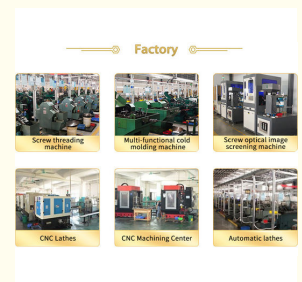 Factory
Screw threading
machine
Multi-functional cold
molding machine
Screw optical image
screening machine
CNC Lathes
CNC Machining Center
Automatic lathes